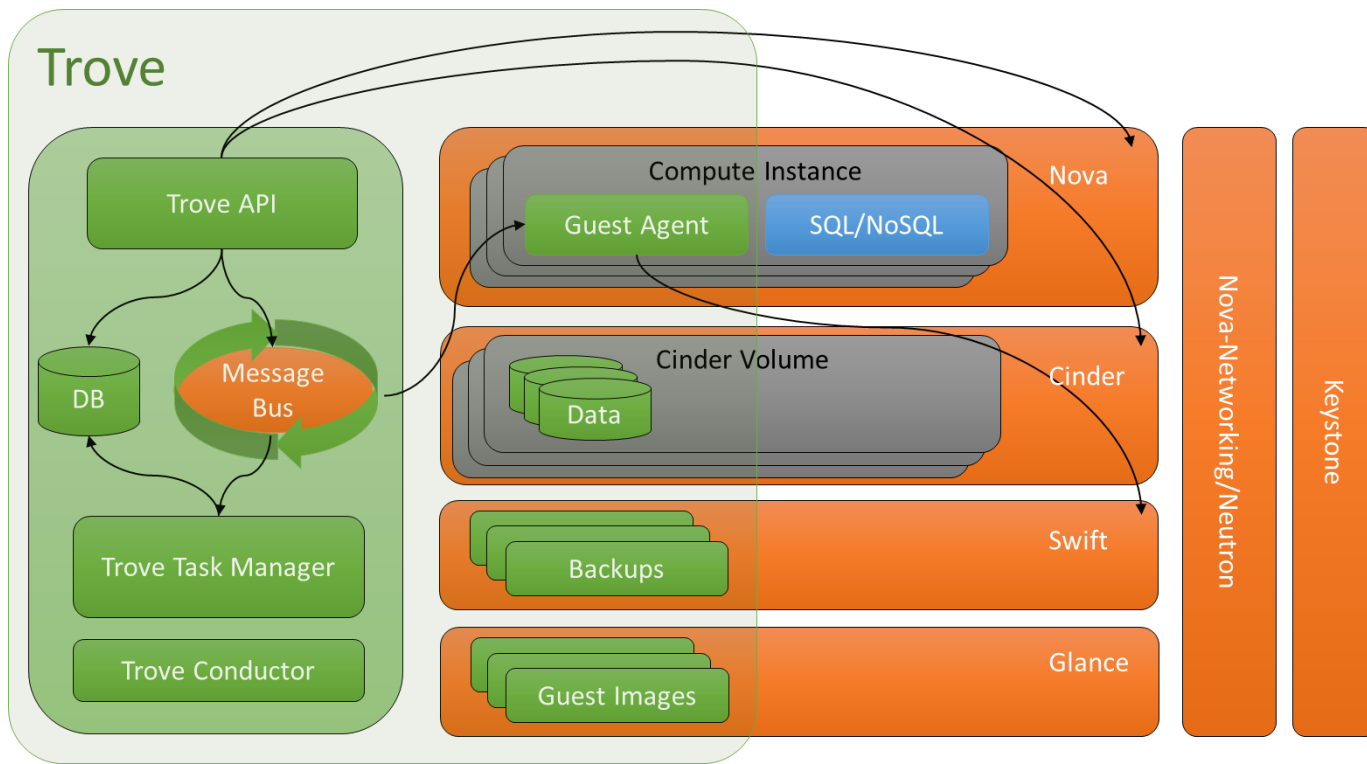 Trove
Trove API
DB
Message
Bus
Trove Task Manager
Trove Conductor
Compute Instance
Guest Agent
SQL/NoSQL
Nova
Cinder Volume
Data
Cinder
Backups
Swift
Guest Images
Glance
Nova-Networking/Neutron
Keystone